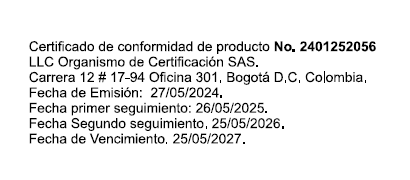 Certificado de conformidad de producto No. 2401252056
LLC Organismo de Certificación SAS.
Carrera 12 # 17-94 Oficina 301, Bogotá D,C, Colombia,
Fecha de Emisión:  27/05/2024.
Fecha primer seguimiento: 26/05/2025.
Fecha Segundo seguimiento, 25/05/2026,
Fecha de Vencimiento, 25/05/2027.